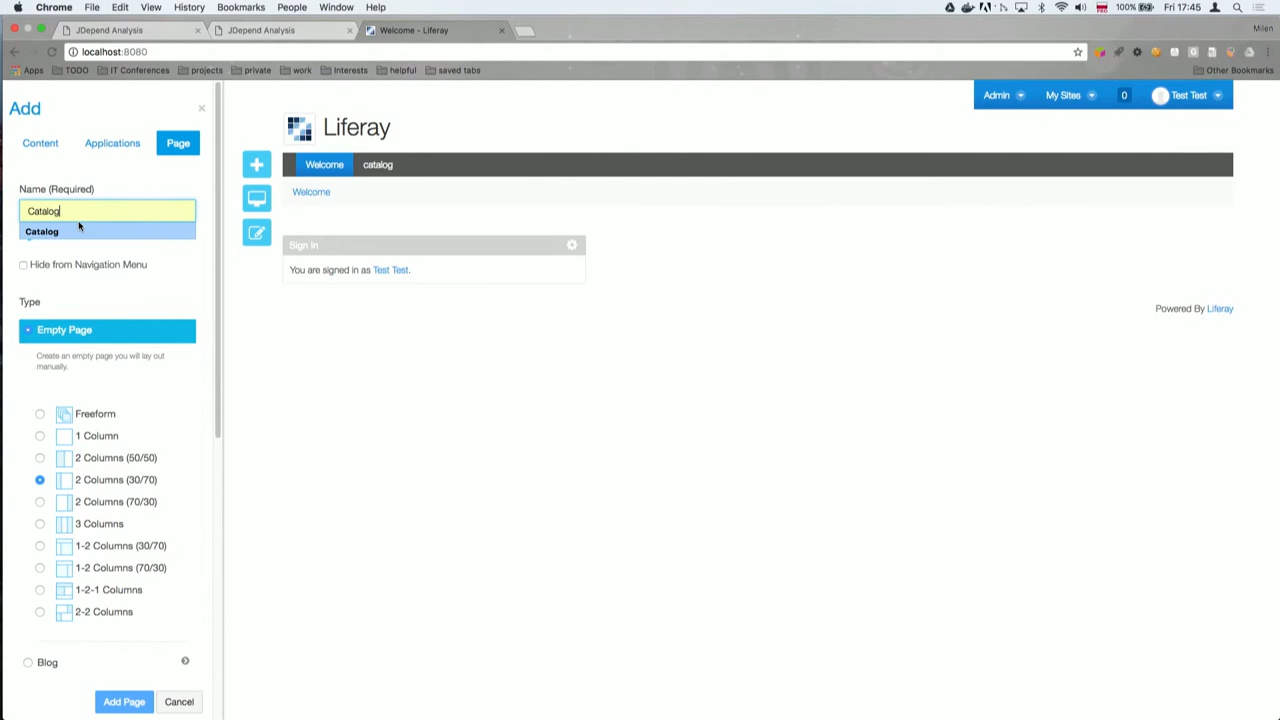 Chrome File Edit View History Bookmarks People Window Help 100% Fri 17:45
JDepend Analysis JDepend Analysis Welcome - Liferay Milen
localhost:8080
Apps TODO IT Conferences projects private work Interests helpful saved tabs Other Bookmarks
Add
Content Applications Page
Name (Required)
Catalog
Catalog
Hide from Navigation Menu
Type
Empty Page
Create an empty page you will lay out
manually.
Freeform
1 Column
2 Columns (50/50)
2 Columns (30/70)
2 Columns (70/30)
3 Columns
1-2 Columns (30/70)
1-2 Columns (70/30)
1-2-1 Columns
2-2 Columns
Blog
Add Page Cancel
Admin My Sites 0 Test Test
Liferay
Welcome catalog
Welcome
Sign In
You are signed in as Test Test.
Powered By Liferay